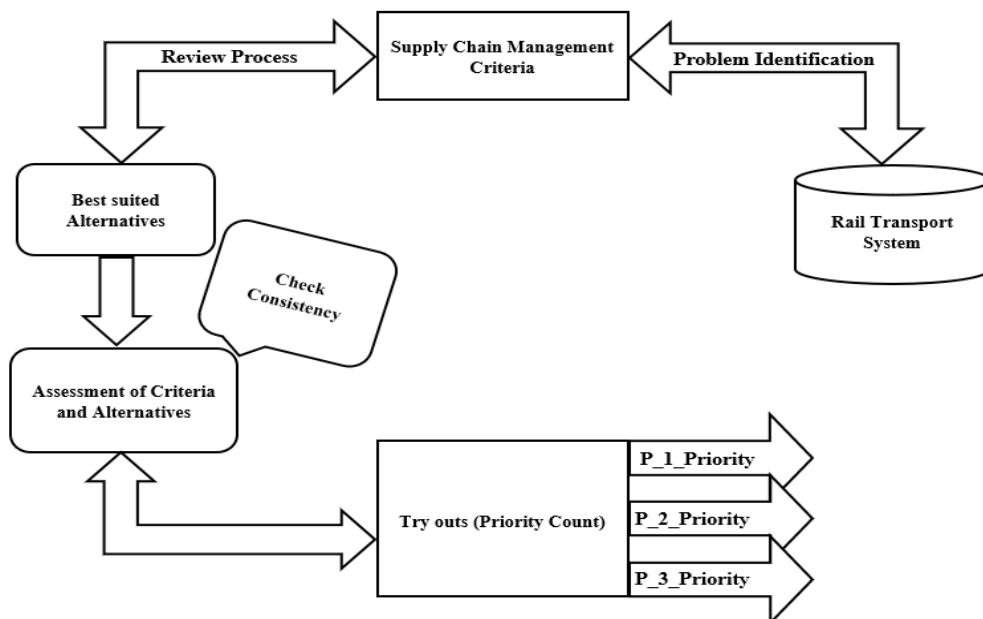 Supply Chain Management
Criteria
Review Process
Problem Identification
Best suited
Alternatives
Rail Transport
System
Check
Consistency
Assessment of Criteria
and Alternatives
Try outs (Priority Count)
P_1_Priority
P_2_Priority
P_3_Priority